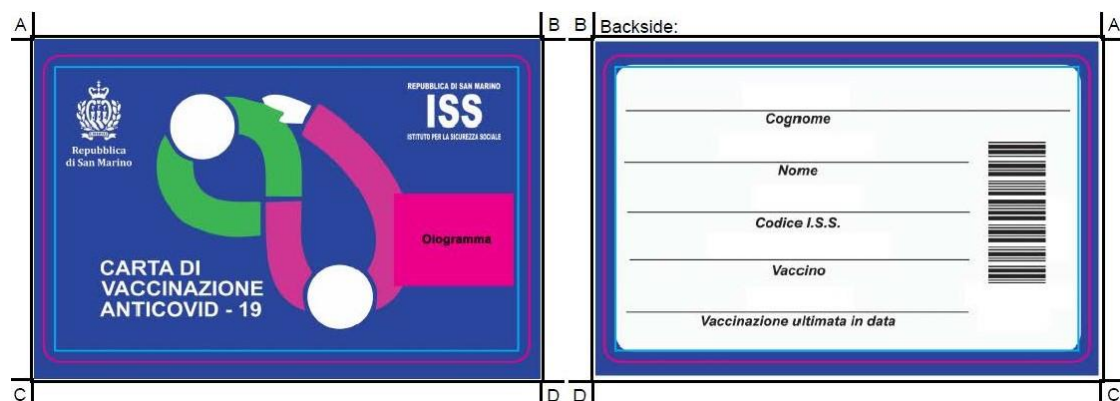 A
B
B
Backside:
A
Repubblica
di San Marino
REPUBBLICA DI SAN MARINO
ISS
ISTITUTO PER LA SICUREZZA SOCIALE
Ologramma
CARTA DI
VACCINAZIONE
ANTICOVID - 19
Cognome
Nome
Codice I.S.S.
Vaccino
Vaccinazione ultimata in data
C
D
D
C